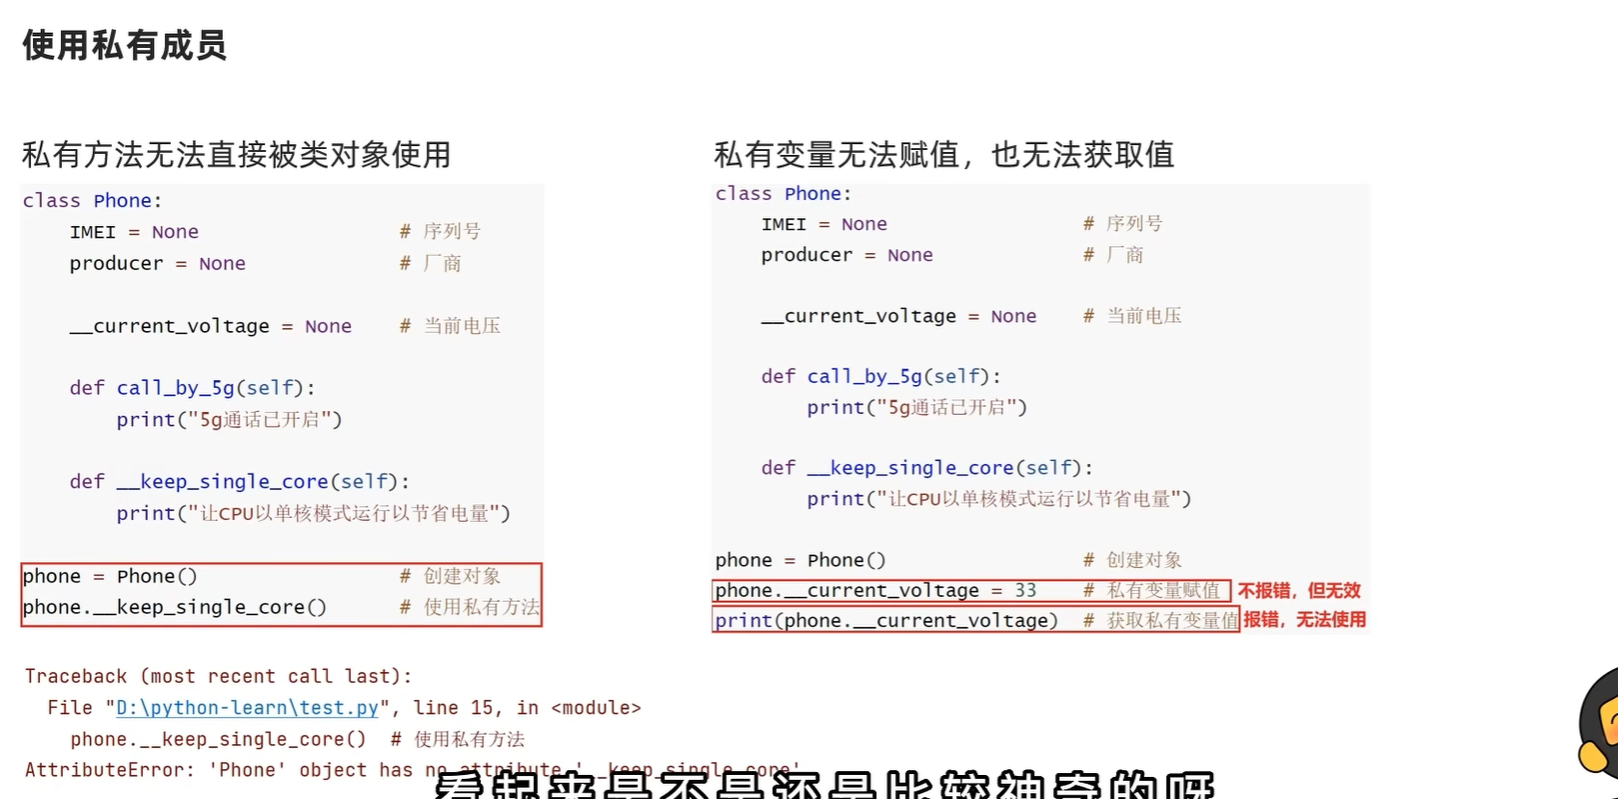 使用私有成员
私有方法无法直接被类对象使用
class Phone:
    IMEI = None                 # 序列号
    producer = None             # 厂商

    __current_voltage = None    # 当前电压

    def call_by_5g(self):
        print("5g通话已开启")

    def __keep_single_core(self):
        print("让CPU以单核模式运行以节省电量")

phone = Phone()                 # 创建对象
phone.__keep_single_core()      # 使用私有方法
Traceback (most recent call last):
  File "D:\python-learn\test.py", line 15, in <module>
    phone.__keep_single_core()  # 使用私有方法
AttributeError: 'Phone' object has no attribute '__keep_single_core'
私有变量无法赋值，也无法获取值
class Phone:
    IMEI = None                 # 序列号
    producer = None             # 厂商

    __current_voltage = None    # 当前电压

    def call_by_5g(self):
        print("5g通话已开启")

    def __keep_single_core(self):
        print("让CPU以单核模式运行以节省电量")

phone = Phone()                 # 创建对象
phone.__current_voltage = 33    # 私有变量赋值 不报错，但无效
print(phone.__current_voltage)  # 获取私有变量值 报错，无法使用
看起来是不是还是比较神奇的呀